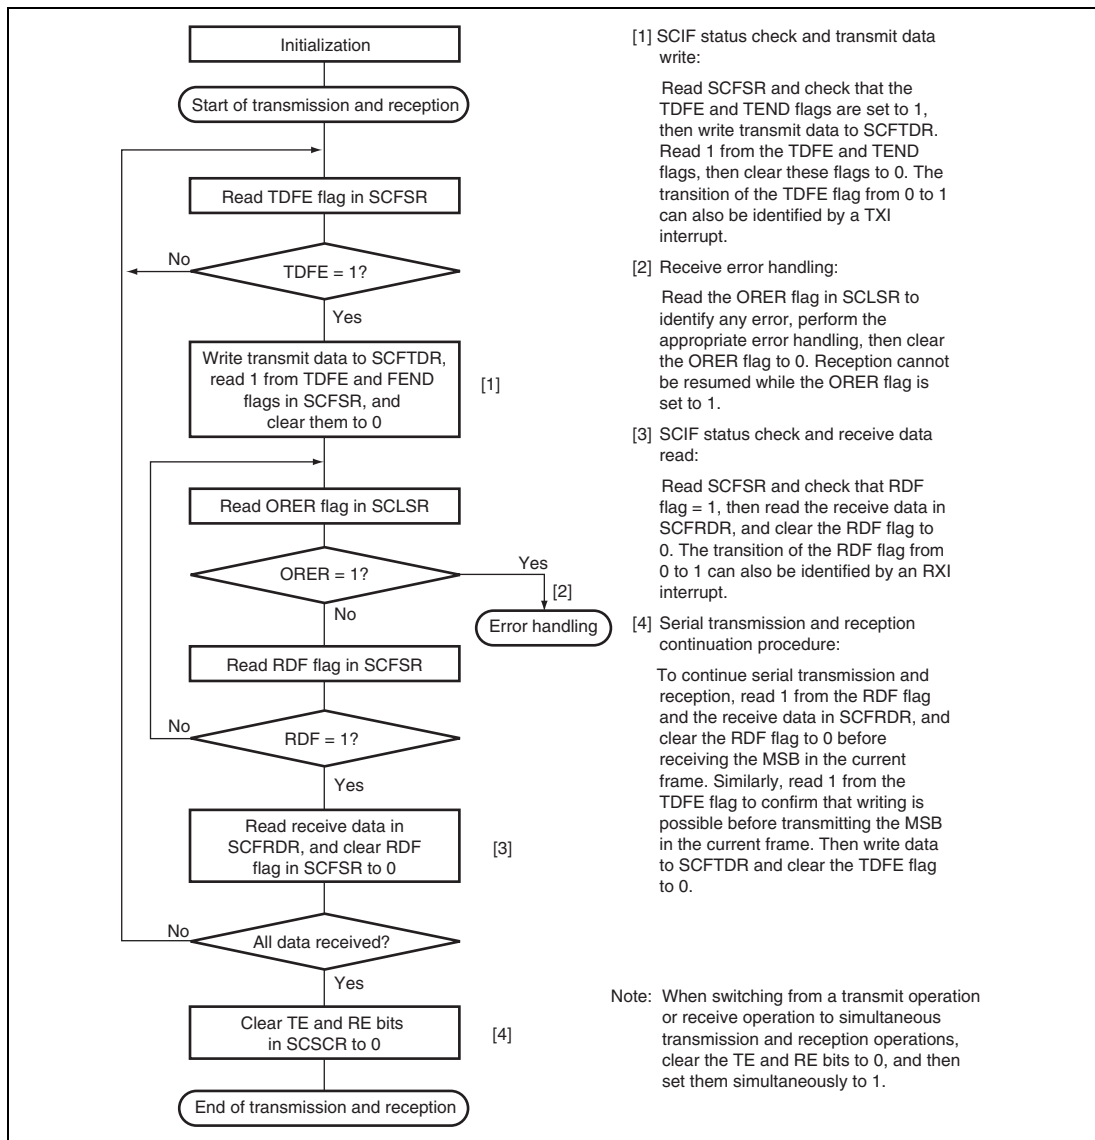 Initialization
Start of transmission and reception
Read TDFE flag in SCFSR
No
TDFE = 1?
Yes
Write transmit data to SCFTDR,
read 1 from TDFE and FEND
flags in SCFSR, and
clear them to 0
[1]
Read ORER flag in SCLSR
ORER = 1?
Yes
[2]
No
Error handling
Read RDF flag in SCFSR
No
RDF = 1?
Yes
Read receive data in
SCFRDR, and clear RDF
flag in SCFSR to 0
[3]
No
All data received?
Yes
Clear TE and RE bits
in SCSCR to 0
[4]
End of transmission and reception
[1] SCIF status check and transmit data
write:
Read SCFSR and check that the
TDFE and TEND flags are set to 1,
then write transmit data to SCFTDR.
Read 1 from the TDFE and TEND
flags, then clear these flags to 0. The
transition of the TDFE flag from 0 to 1
can also be identified by a TXI
interrupt.
[2] Receive error handling:
Read the ORER flag in SCLSR to
identify any error, perform the
appropriate error handling, then clear
the ORER flag to 0. Reception cannot
be resumed while the ORER flag is
set to 1.
[3] SCIF status check and receive data
read:
Read SCFSR and check that RDF
flag = 1, then read the receive data in
SCFRDR, and clear the RDF flag to
0. The transition of the RDF flag from
0 to 1 can also be identified by an RXI
interrupt.
[4] Serial transmission and reception
continuation procedure:
To continue serial transmission and
reception, read 1 from the RDF flag
and the receive data in SCFRDR, and
clear the RDF flag to 0 before
receiving the MSB in the current
frame. Similarly, read 1 from the
TDFE flag to confirm that writing is
possible before transmitting the MSB
in the current frame. Then write data
to SCFTDR and clear the TDFE flag
to 0.
Note: When switching from a transmit operation
or receive operation to simultaneous
transmission and reception operations,
clear the TE and RE bits to 0, and then
set them simultaneously to 1.